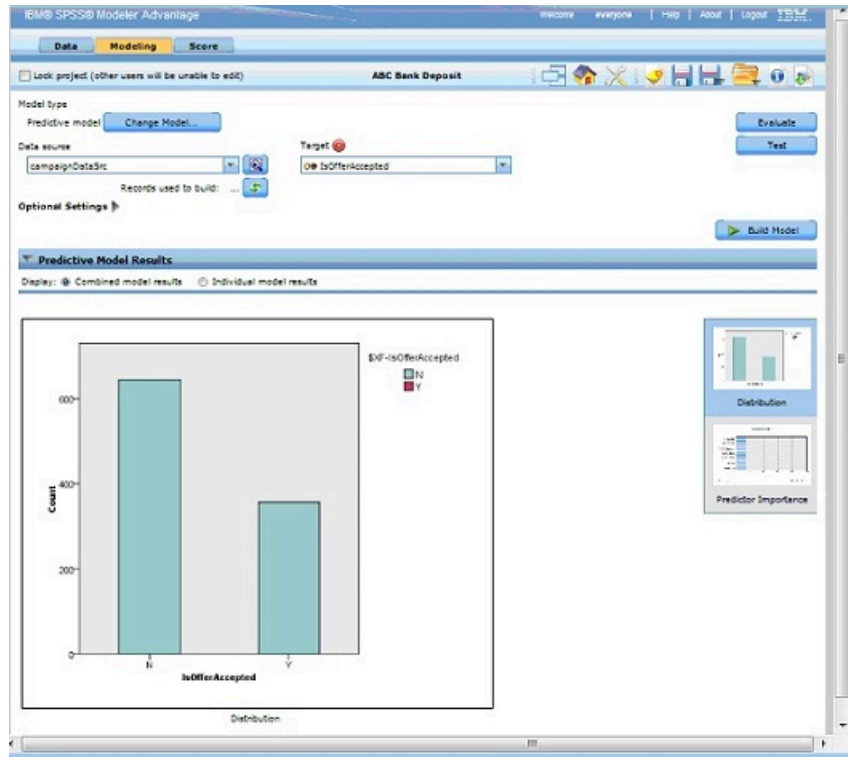 IBM® SPSS® Modeler Advantage
Welcome everyone | Help | About | Logout IBM.
Data Modeling Score
Lock project (other users will be unable to edit) ABC Bank Deposit
Model type
Predictive model Change Model... Evaluate
Data source Target Test
campaignDataSrc IsOfferAccepted
Records used to build: ...
Optional Settings
Build Model
Predictive Model Results
Display: Combined model results Individual model results
$XF-IsOfferAccepted
N
Y
600
400
200
0
Count
N Y
IsOfferAccepted
Distribution
Distribution
Predictor Importance